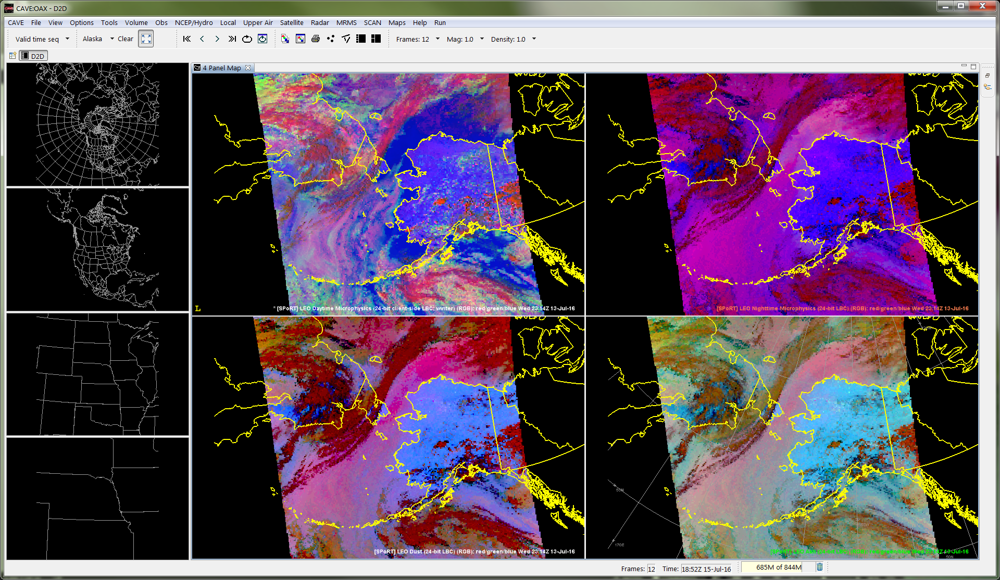 CAVE:OAX - D2D
CAVE File View Options Tools Volume Obs NCEP/Hydro Local Upper Air Satellite Radar MRMS SCAN Maps Help Run
Valid time seq Alaska Clear Frames: 12 Mag: 1.0 Density: 1.0
D2D
4 Panel Map
L
* [SPoRT] LEO Daytime Microphysics (24-bit client-side LBC; winter) (RGB): red/green/blue Wed 23:14Z 13-Jul-16
[SPoRT] LEO Nighttime Microphysics (24-bit LBC) (RGB): red/green/blue Wed 23:14Z 13-Jul-16
50N
170E
[SPoRT] LEO Dust (24-bit LBC) (RGB): red/green/blue Wed 23:14Z 13-Jul-16
[SPoRT] LEO Ash (24-bit LBC) (RGB): red/green/blue Wed 23:14Z 13-Jul-16
50N
Frames: 12 Time: 18:52Z 15-Jul-16 685M of 844M